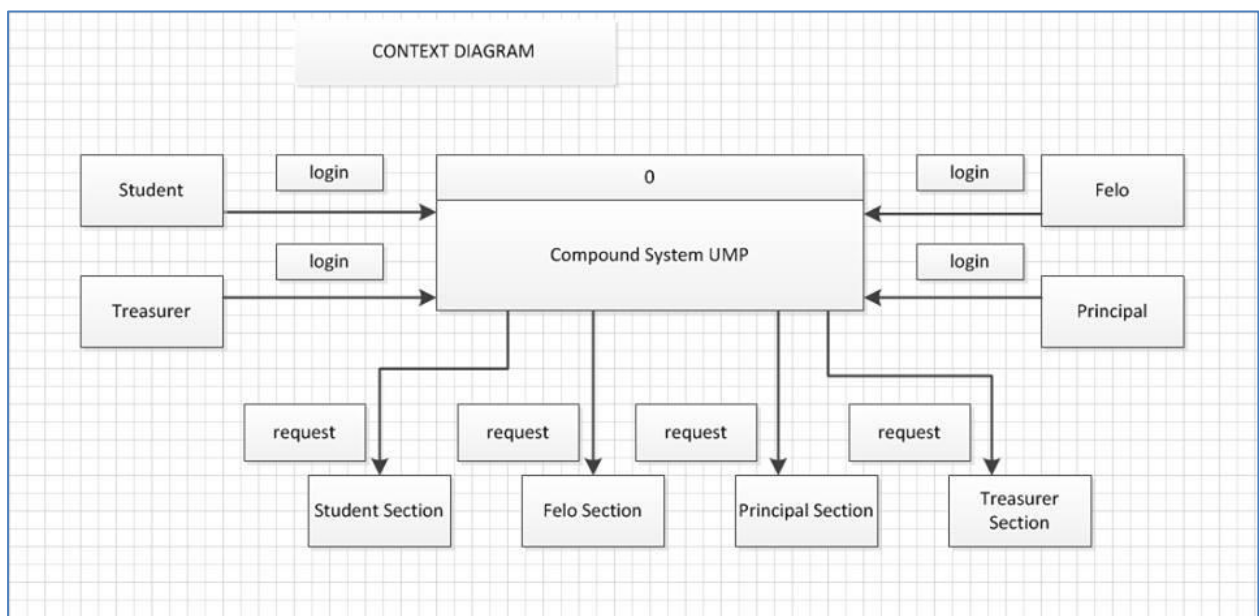 CONTEXT DIAGRAM
login
0
login
Student
Felo
Compound System UMP
login
login
Treasurer
Principal
request
request
request
request
Student Section
Felo Section
Principal Section
Treasurer
Section